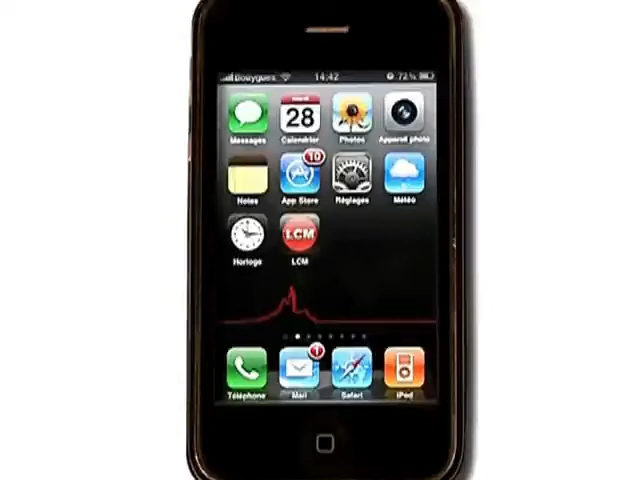 Bouygues 14:42 72 %
28
Messages Calendrier Photos Appareil photo
10
Notes App Store Réglages Météo
LCM
Horloge LCM
1
Téléphone Mail Safari iPod